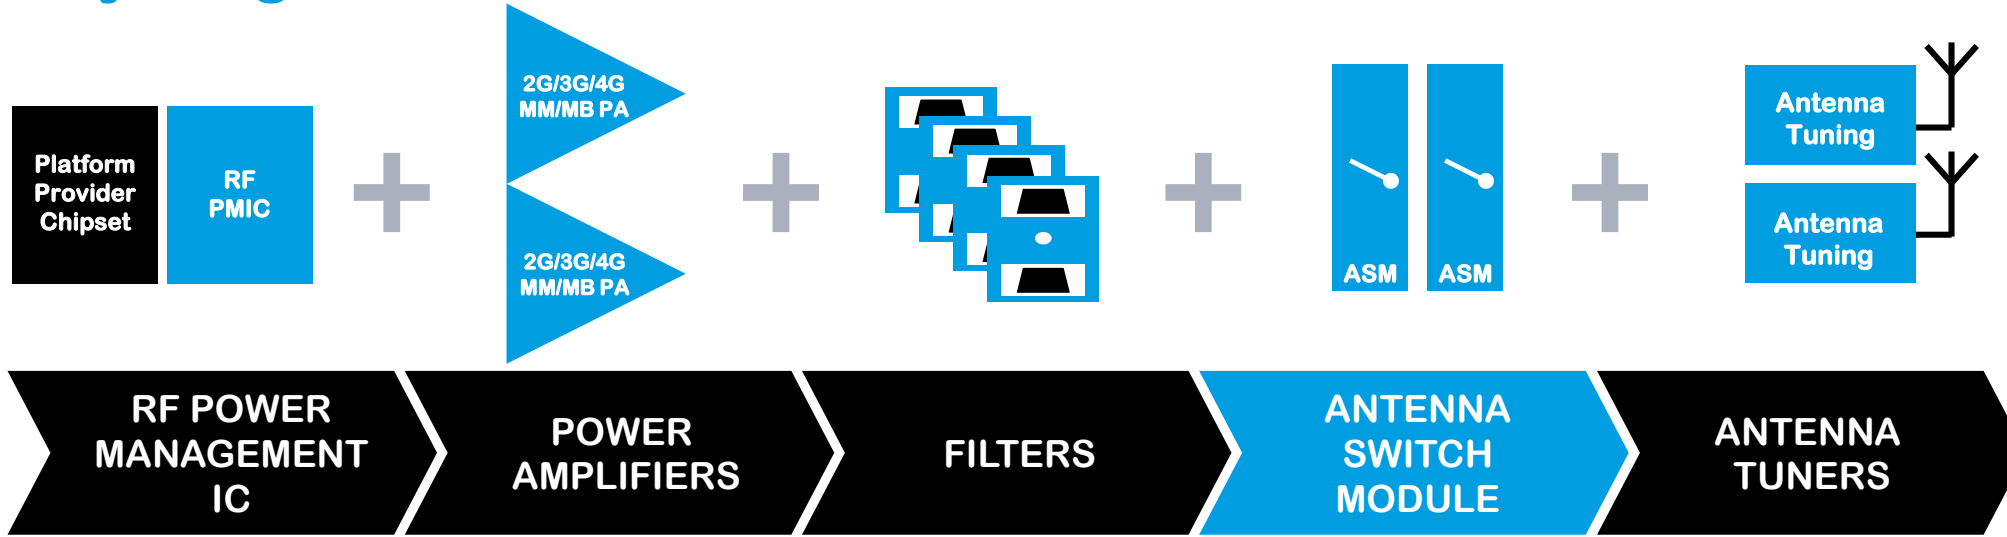 Platform
Provider
Chipset
RF
PMIC
2G/3G/4G
MM/MB PA
2G/3G/4G
MM/MB PA
ASM
ASM
Antenna
Tuning
Antenna
Tuning
RF POWER
MANAGEMENT
IC
POWER
AMPLIFIERS
FILTERS
ANTENNA
SWITCH
MODULE
ANTENNA
TUNERS